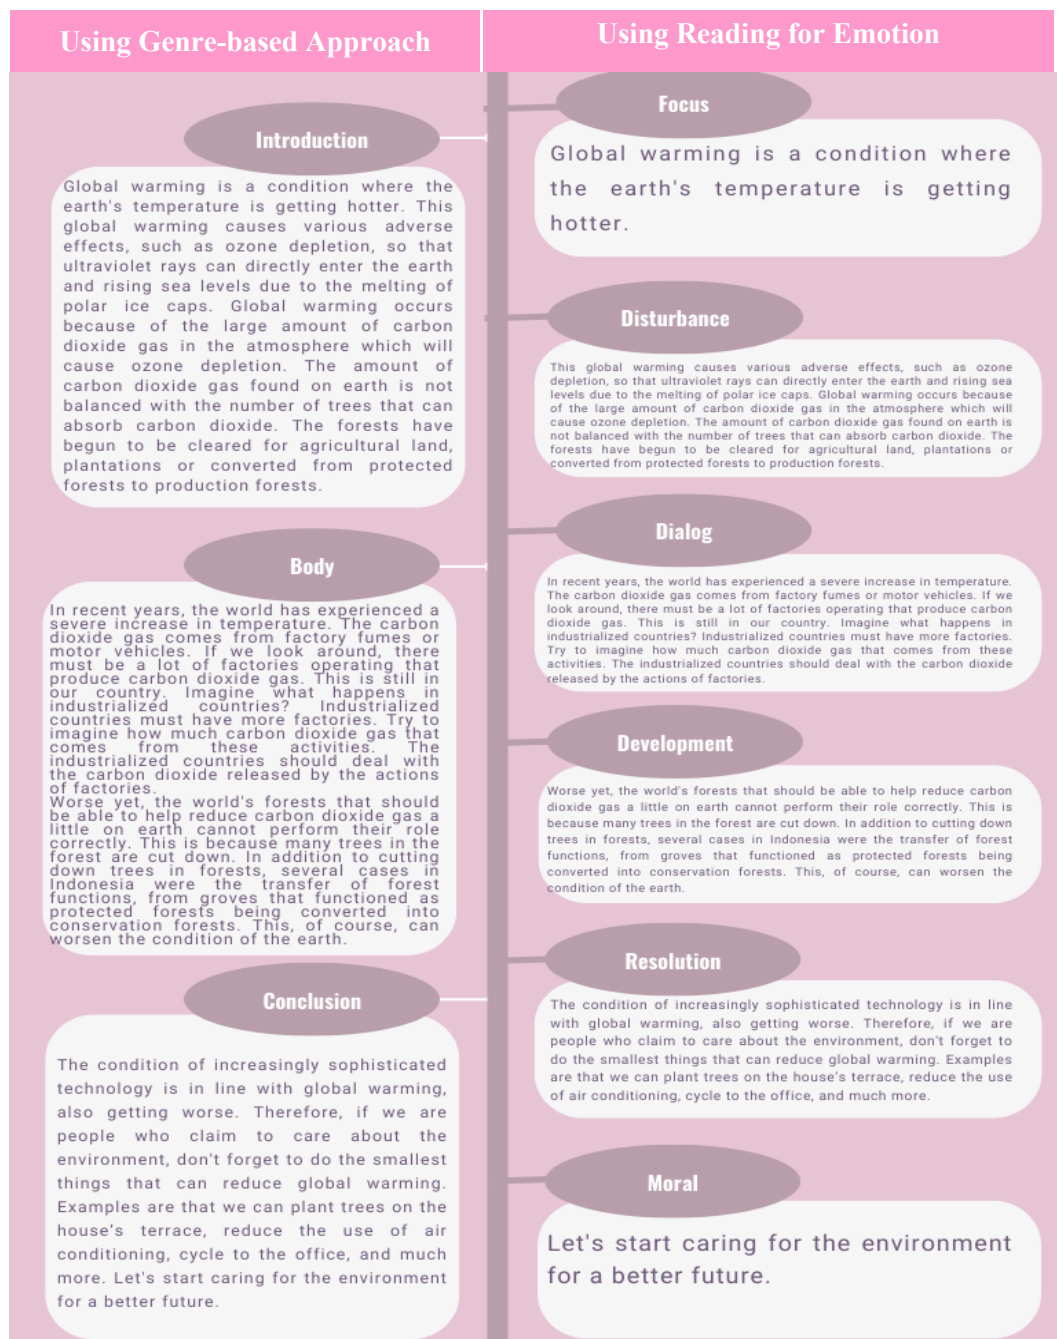 Using Genre-based Approach
Introduction
Global warming is a condition where the
earth's temperature is getting hotter. This
global warming causes various adverse
effects, such as ozone depletion, so that
ultraviolet rays can directly enter the earth
and rising sea levels due to the melting of
polar ice caps. Global warming occurs
because of the large amount of carbon
dioxide gas in the atmosphere which will
cause ozone depletion. The amount of
carbon dioxide gas found on earth is not
balanced with the number of trees that can
absorb carbon dioxide. The forests have
begun to be cleared for agricultural land,
plantations or converted from protected
forests to production forests.
Body
In recent years, the world has experienced a
severe increase in temperature. The carbon
dioxide gas comes from factory fumes or
motor vehicles. If we look around, there
must be a lot of factories operating that
produce carbon dioxide gas. This is still in
our country. Imagine what happens in
industrialized countries? Industrialized
countries must have more factories. Try to
imagine how much carbon dioxide gas that
comes from these activities. The
industrialized countries should deal with
the carbon dioxide released by the actions
of factories.
Worse yet, the world's forests that should
be able to help reduce carbon dioxide gas a
little on earth cannot perform their role
correctly. This is because many trees in the
forest are cut down. In addition to cutting
down trees in forests, several cases in
Indonesia were the transfer of forest
functions, from groves that functioned as
protected forests being converted into
conservation forests. This, of course, can
worsen the condition of the earth.
Conclusion
The condition of increasingly sophisticated
technology is in line with global warming,
also getting worse. Therefore, if we are
people who claim to care about the
environment, don't forget to do the smallest
things that can reduce global warming.
Examples are that we can plant trees on the
house's terrace, reduce the use of air
conditioning, cycle to the office, and much
more. Let's start caring for the environment
for a better future.
Using Reading for Emotion
Focus
Global warming is a condition where
the earth's temperature is getting
hotter.
Disturbance
This global warming causes various adverse effects, such as ozone
depletion, so that ultraviolet rays can directly enter the earth and rising sea
levels due to the melting of polar ice caps. Global warming occurs because
of the large amount of carbon dioxide gas in the atmosphere which will
cause ozone depletion. The amount of carbon dioxide gas found on earth is
not balanced with the number of trees that can absorb carbon dioxide. The
forests have begun to be cleared for agricultural land, plantations or
converted from protected forests to production forests.
Dialog
In recent years, the world has experienced a severe increase in temperature.
The carbon dioxide gas comes from factory fumes or motor vehicles. If we
look around, there must be a lot of factories operating that produce carbon
dioxide gas. This is still in our country. Imagine what happens in
industrialized countries? Industrialized countries must have more factories.
Try to imagine how much carbon dioxide gas that comes from these
activities. The industrialized countries should deal with the carbon dioxide
released by the actions of factories.
Development
Worse yet, the world's forests that should be able to help reduce carbon
dioxide gas a little on earth cannot perform their role correctly. This is
because many trees in the forest are cut down. In addition to cutting down
trees in forests, several cases in Indonesia were the transfer of forest
functions, from groves that functioned as protected forests being
converted into conservation forests. This, of course, can worsen the
condition of the earth.
Resolution
The condition of increasingly sophisticated technology is in line
with global warming, also getting worse. Therefore, if we are
people who claim to care about the environment, don't forget to
do the smallest things that can reduce global warming. Examples
are that we can plant trees on the house's terrace, reduce the use
of air conditioning, cycle to the office, and much more.
Moral
Let's start caring for the environment
for a better future.